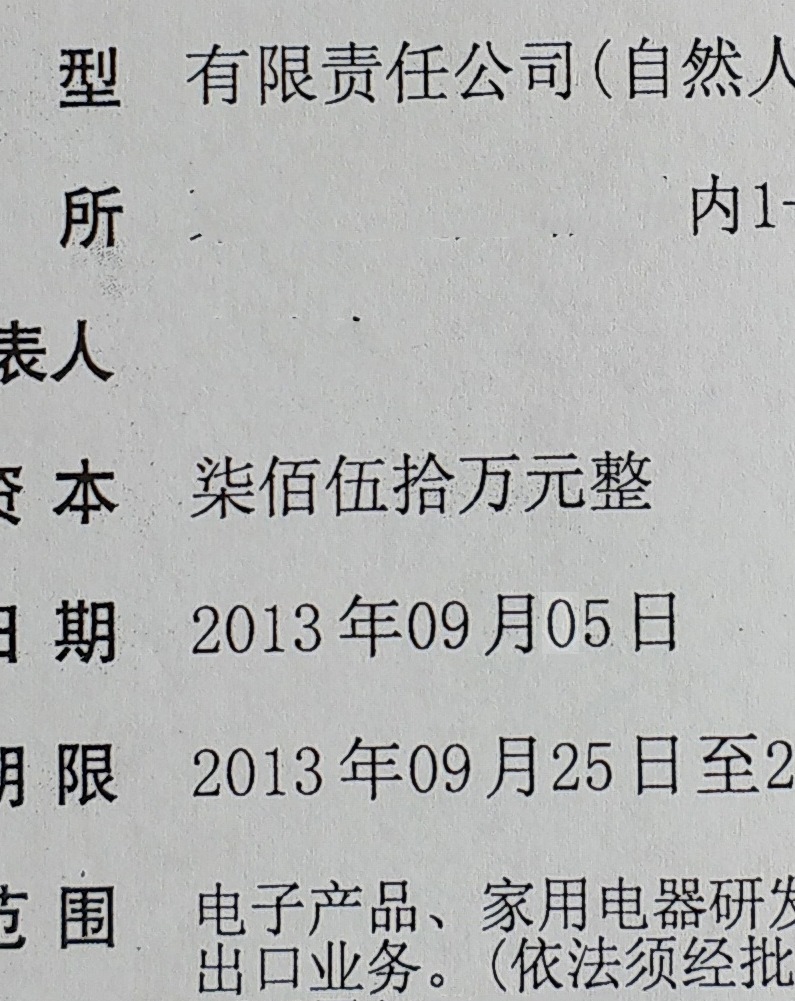 型 有限责任公司(自然人
所 内1
表人
资 本 柒佰伍拾万元整
日 期 2013年09月05日
期 限 2013年09月25日至2
范 围 电子产品、家用电器研发
出口业务。(依法须经批